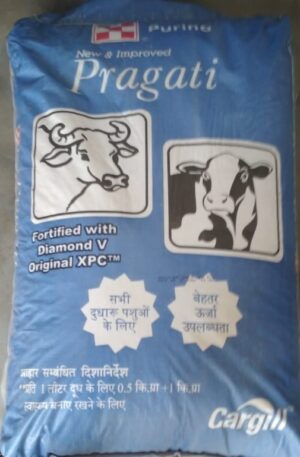 Purina
New & Improved
Pragati
Fortified with
Diamond V
Original XPC™
सभी
दुधारू पशुओं
के लिए
बेहतर
ऊर्जा
उपलब्धता
आहार सम्बंधित दिशानिर्देश
प्रति 1 लीटर दूध के लिए 0.5 कि.ग्रा +1 कि.ग्रा
स्वास्थ्य बनाए रखने के लिए
Cargill